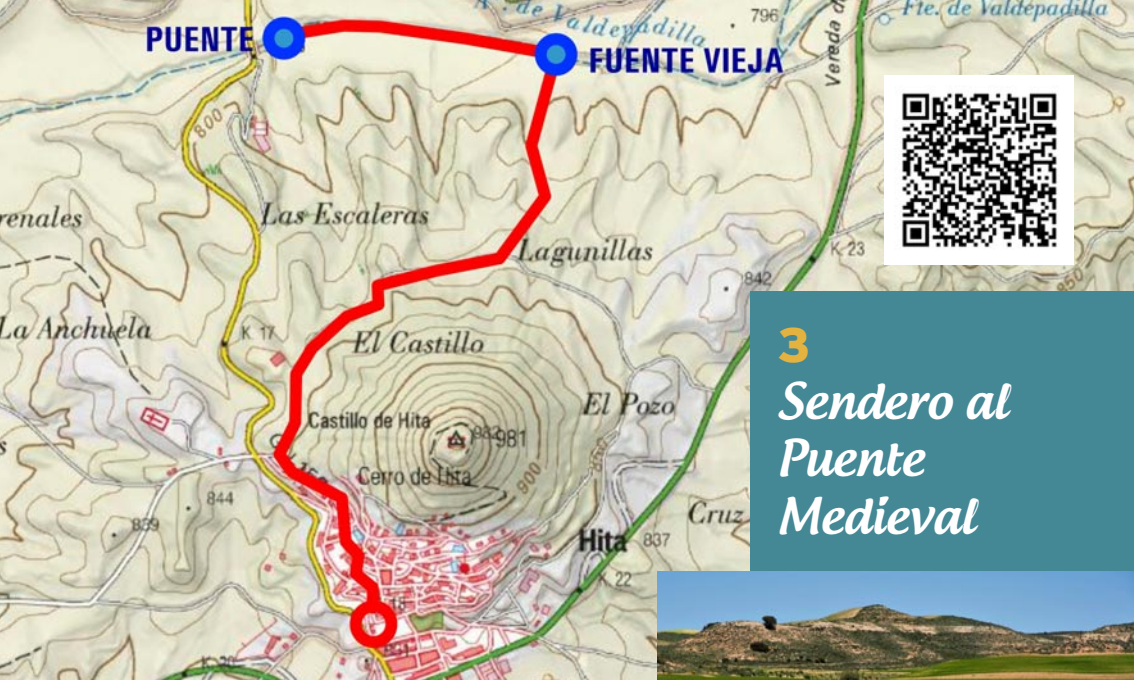 PUENTE
A. de Valdepadilla
796
Fte. de Valdepadilla
FUENTE VIEJA
800
Las Escaleras
Lagunillas
K 23
842
850
La Anchuela
K 17
El Castillo
El Pozo
Castillo de Hita
981
Cerro de Hita
900
844
839
Hita
837
Cruz
K 22
3
Sendero al
Puente
Medieval